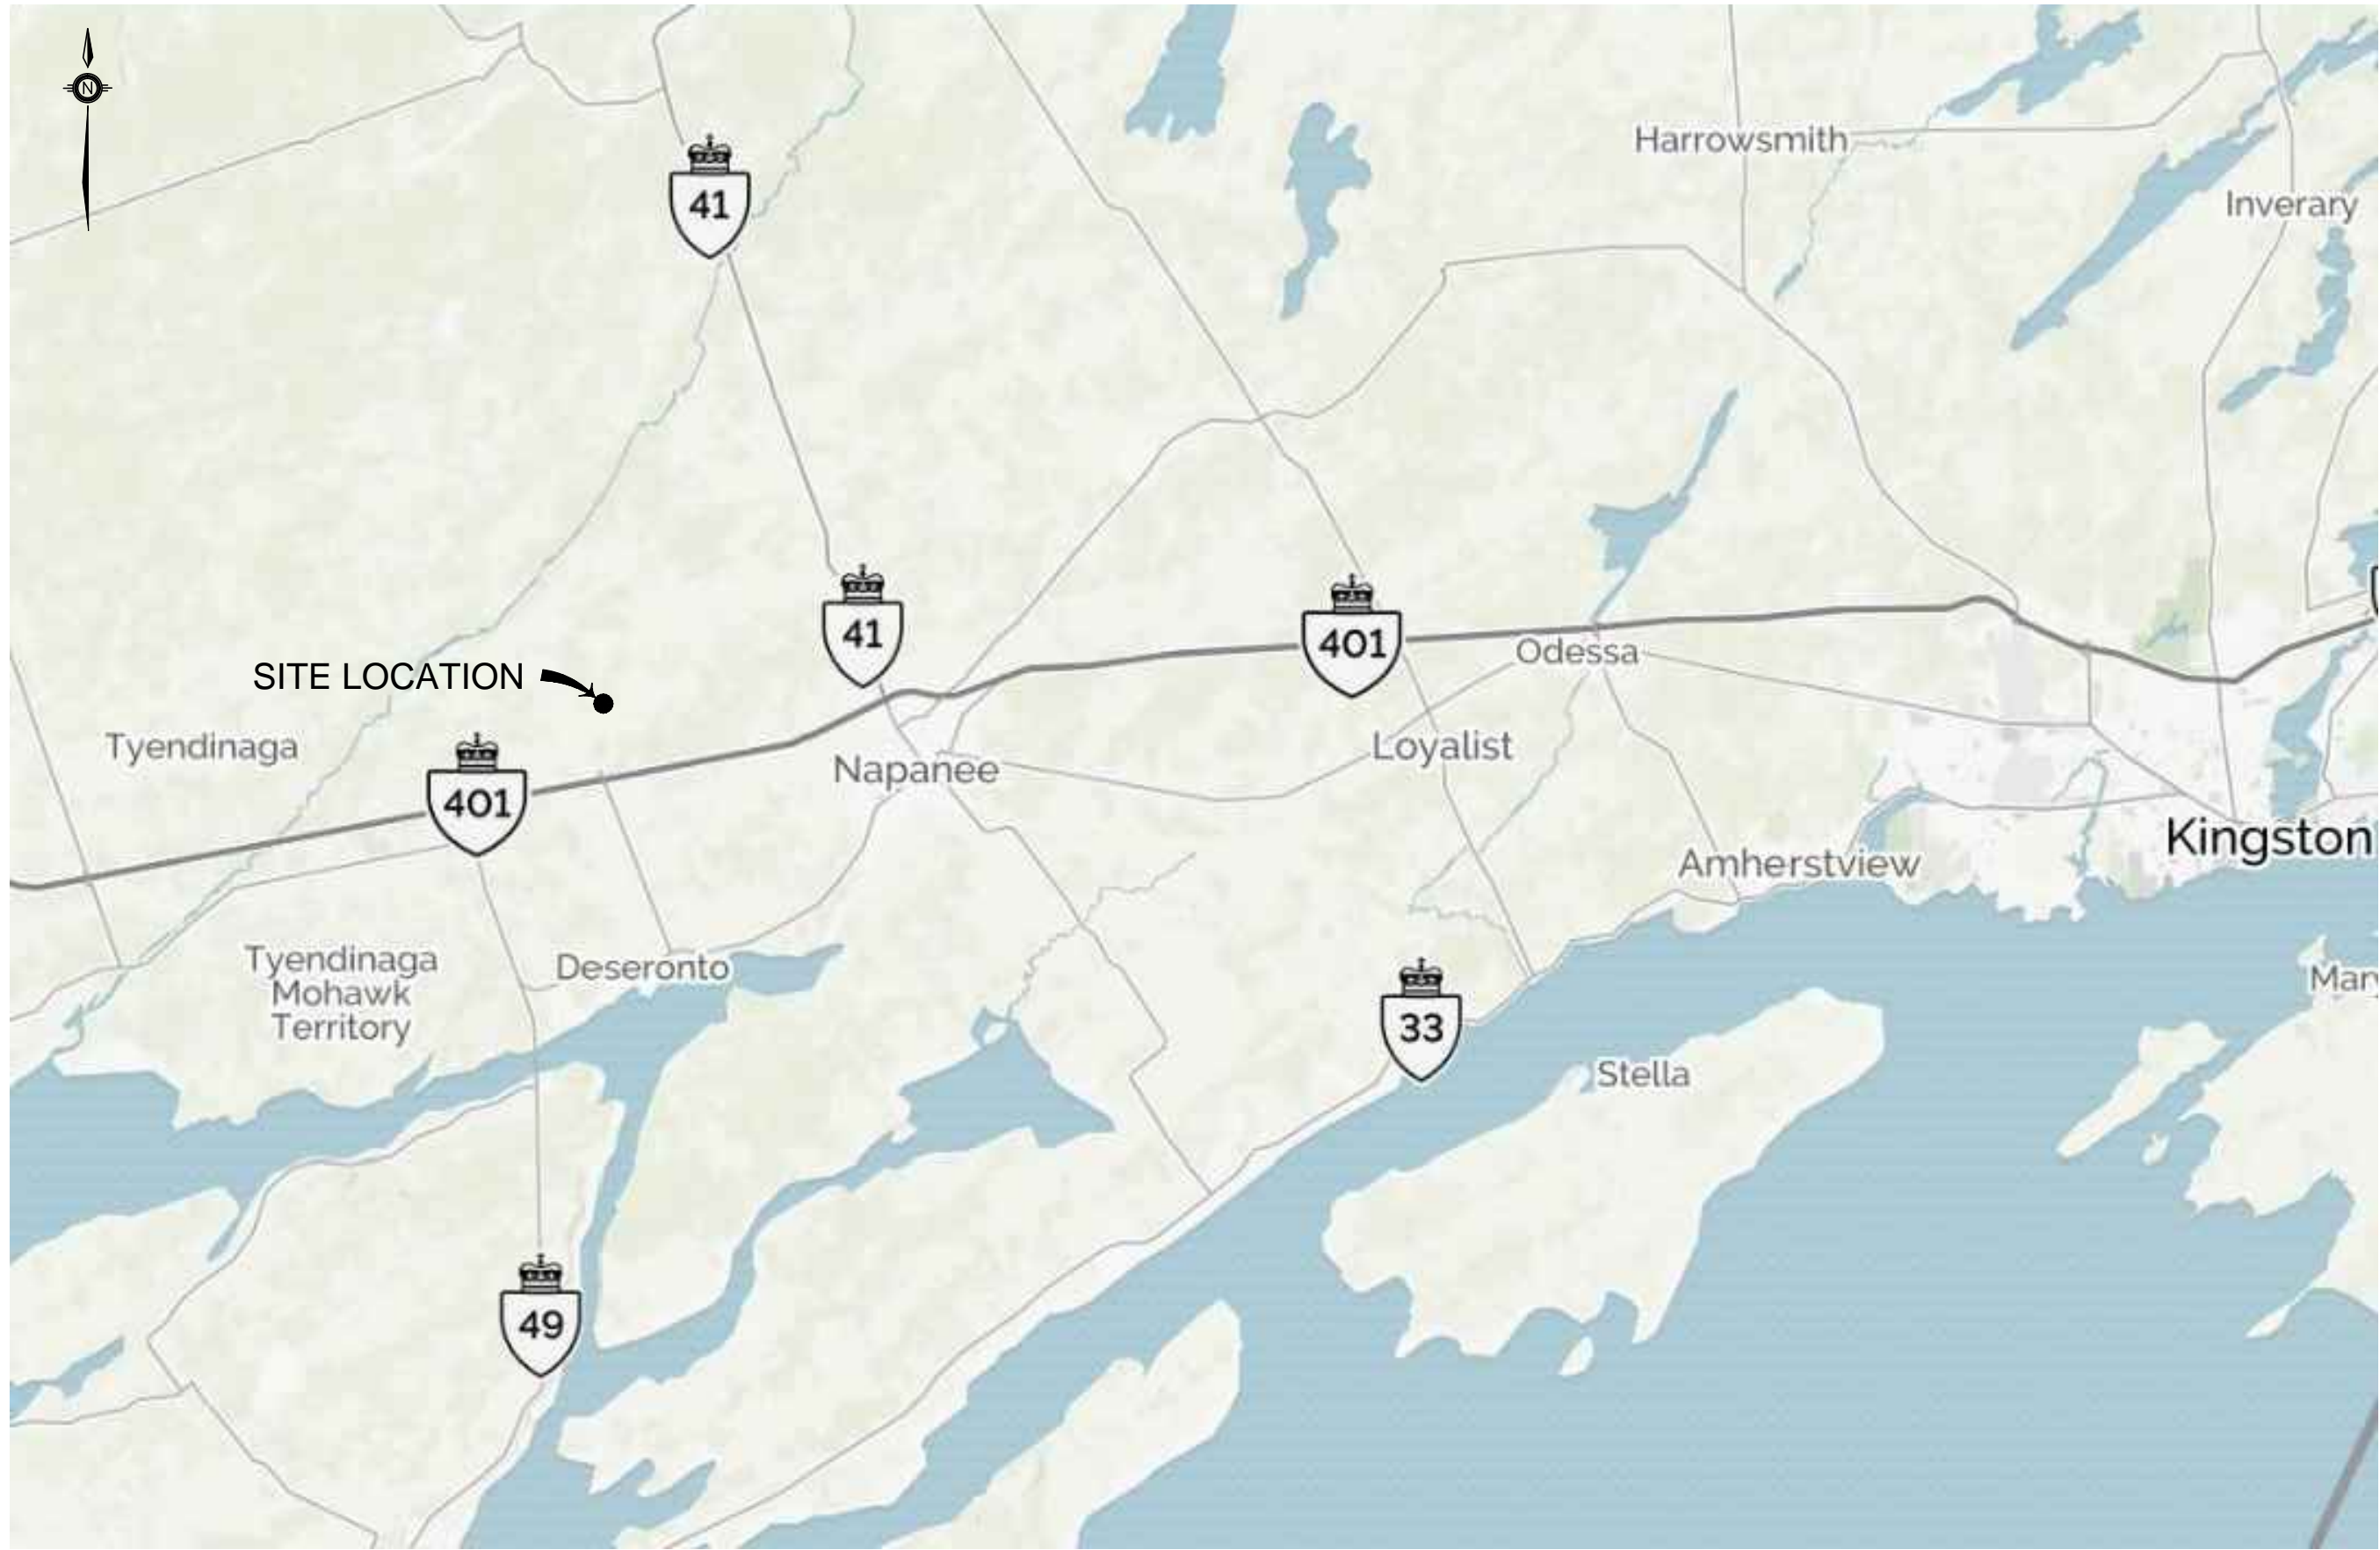 N
41
Harrowsmith
Inverary
41
401
Odessa
SITE LOCATION
Tyendinaga
401
Napanee
Loyalist
Kingston
Amherstview
Tyendinaga
Mohawk
Territory
Deseronto
33
Stella
49